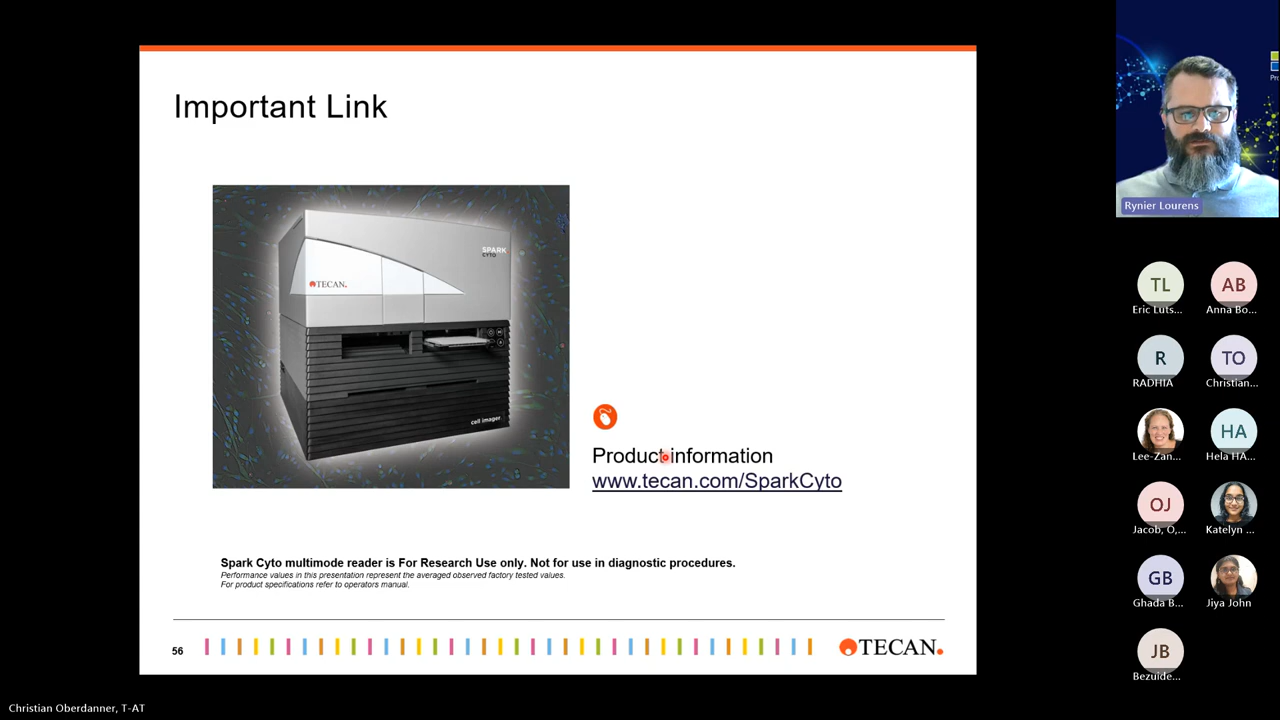 Important Link
SPARK
CYTO
TECAN.
cell imager
Product information
www.tecan.com/SparkCyto
Spark Cyto multimode reader is For Research Use only. Not for use in diagnostic procedures.
Performance values in this presentation represent the averaged observed factory tested values.
For product specifications refer to operators manual.
56
TECAN.
Rynier Lourens
TL
Eric Luts...
AB
Anna Bo...
R
RADHIA
TO
Christian...
Lee-Zan...
HA
Hela HA...
OJ
Jacob, O,...
Katelyn ...
GB
Ghada B...
Jiya John
JB
Bezuide...
Christian Oberdanner, T-AT